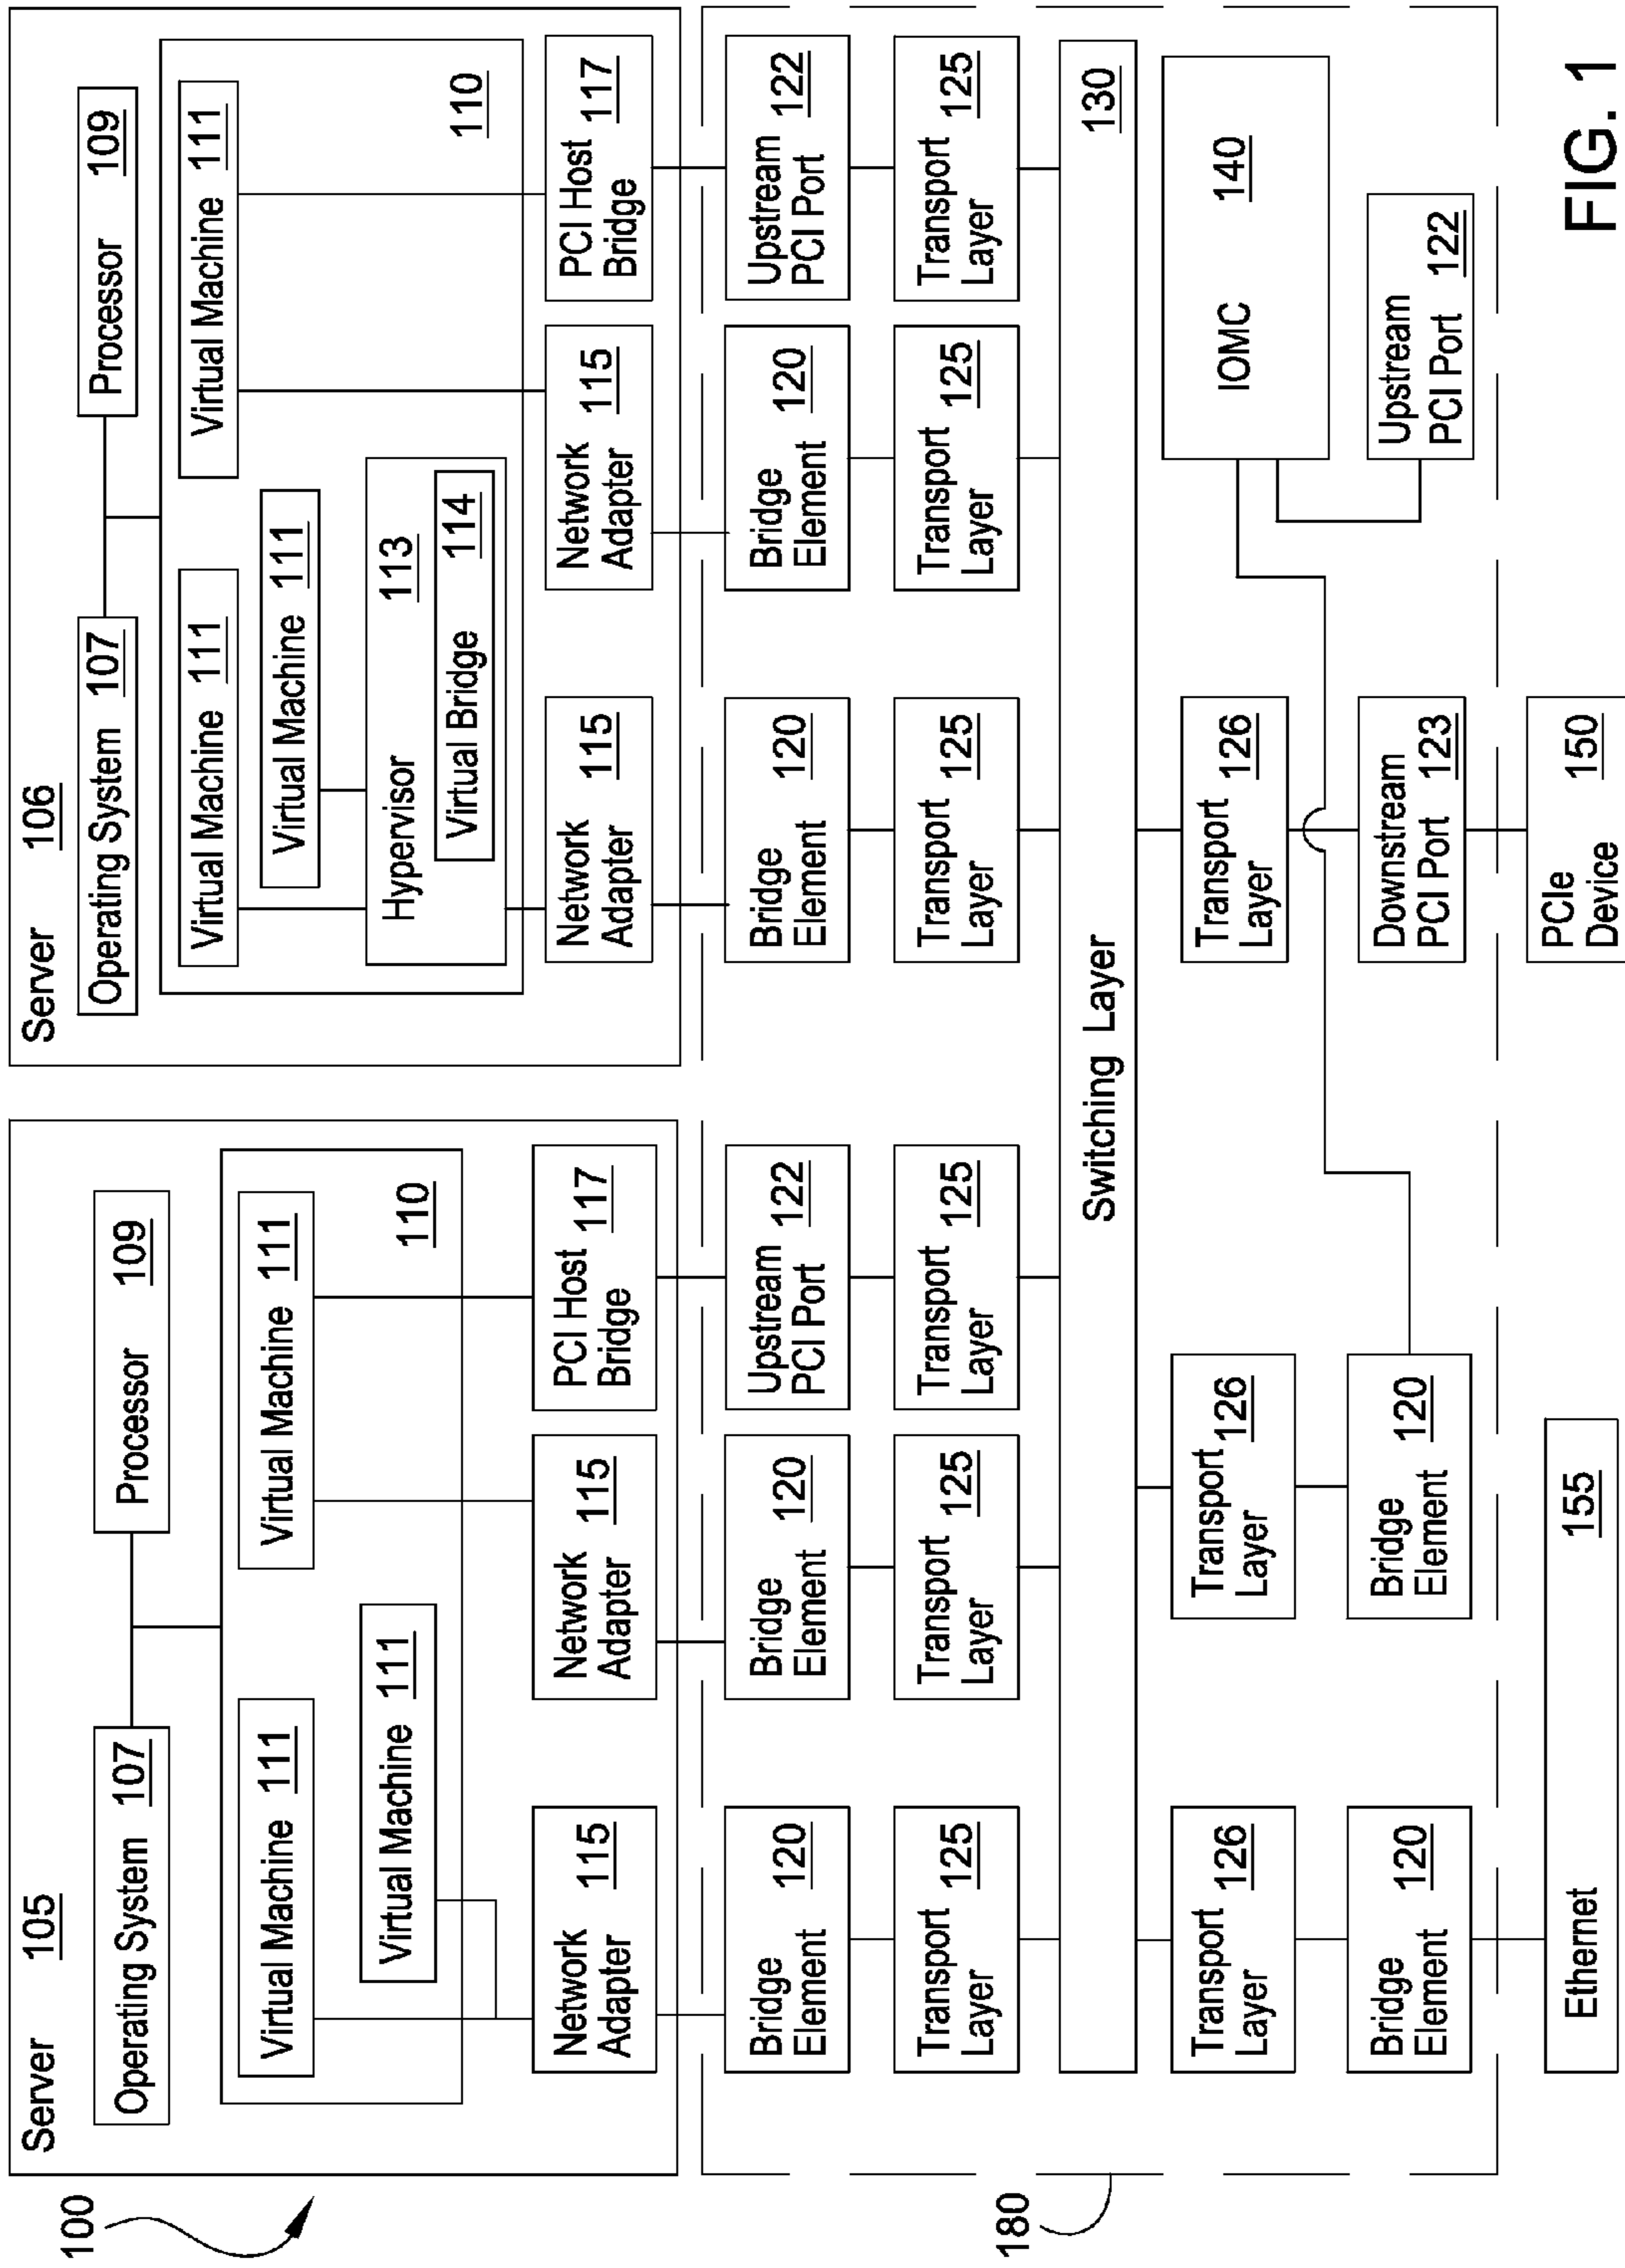 100
Server 105
Operating System 107
Processor 109
Virtual Machine 111
Virtual Machine 111
Virtual Machine 111
110
Network
Adapter 115
Network
Adapter 115
PCI Host
Bridge 117
Server 106
Operating System 107
Processor 109
Virtual Machine 111
Virtual Machine 111
Virtual Machine 111
Hypervisor 113
Virtual Bridge 114
110
Network
Adapter 115
Network
Adapter 115
PCI Host
Bridge 117
180
Bridge
Element 120
Bridge
Element 120
Upstream
PCI Port 122
Bridge
Element 120
Bridge
Element 120
Upstream
PCI Port 122
Transport
Layer 125
Transport
Layer 125
Transport
Layer 125
Transport
Layer 125
Transport
Layer 125
Transport
Layer 125
Switching Layer 130
Transport
Layer 126
Transport
Layer 126
Transport
Layer 126
IOMC 140
Bridge
Element 120
Bridge
Element 120
Downstream
PCI Port 123
Upstream
PCI Port 122
Ethernet 155
PCIe
Device 150
FIG. 1